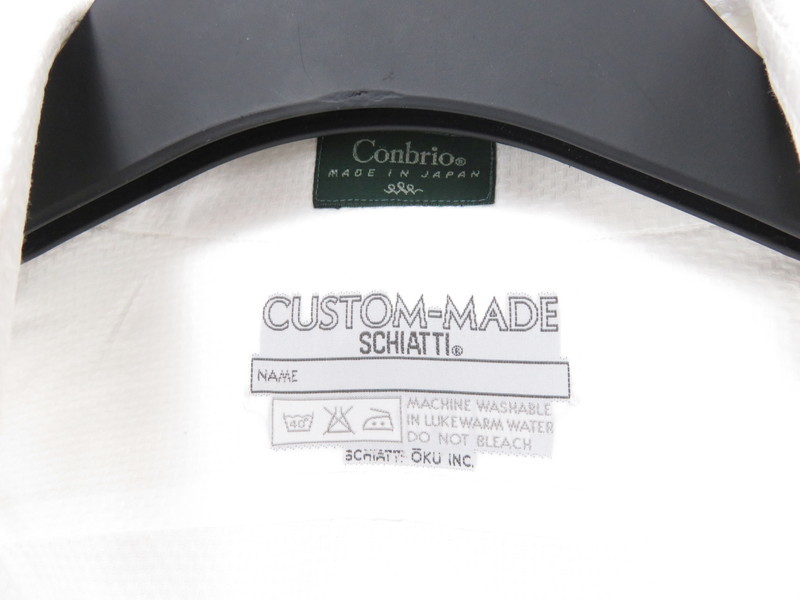 Conbrio®
MADE IN JAPAN
CUSTOM-MADE
SCHIATTI®
NAME
40°
MACHINE WASHABLE
IN LUKEWARM WATER
DO NOT BLEACH
SCHIATTI ŌKU INC.